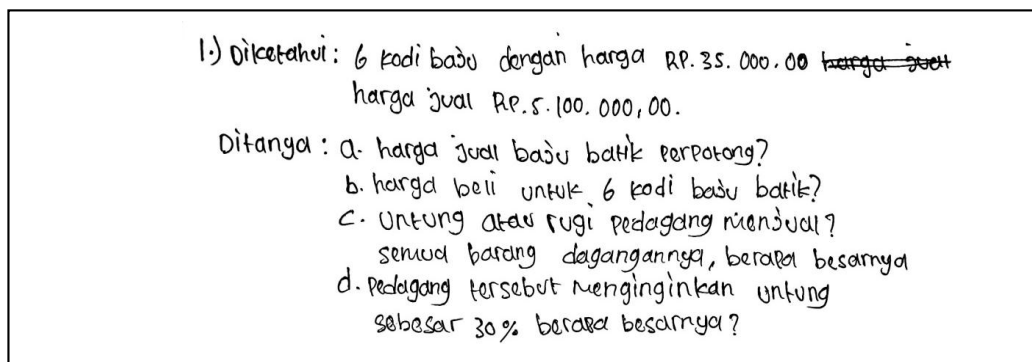 1.) Diketahui : 6 kodi baju dengan harga RP. 35. 000.00 harga jual
harga jual RP. 5. 100. 000,00.
Ditanya : a. harga jual baju batik perpotong?
b. harga beli untuk 6 kodi baju batik?
c. untung atau rugi pedagang menjual?
semua barang dagangannya, berapa besarnya
d. Pedagang tersebut menginginkan untung
sebesar 30% berapa besarnya?